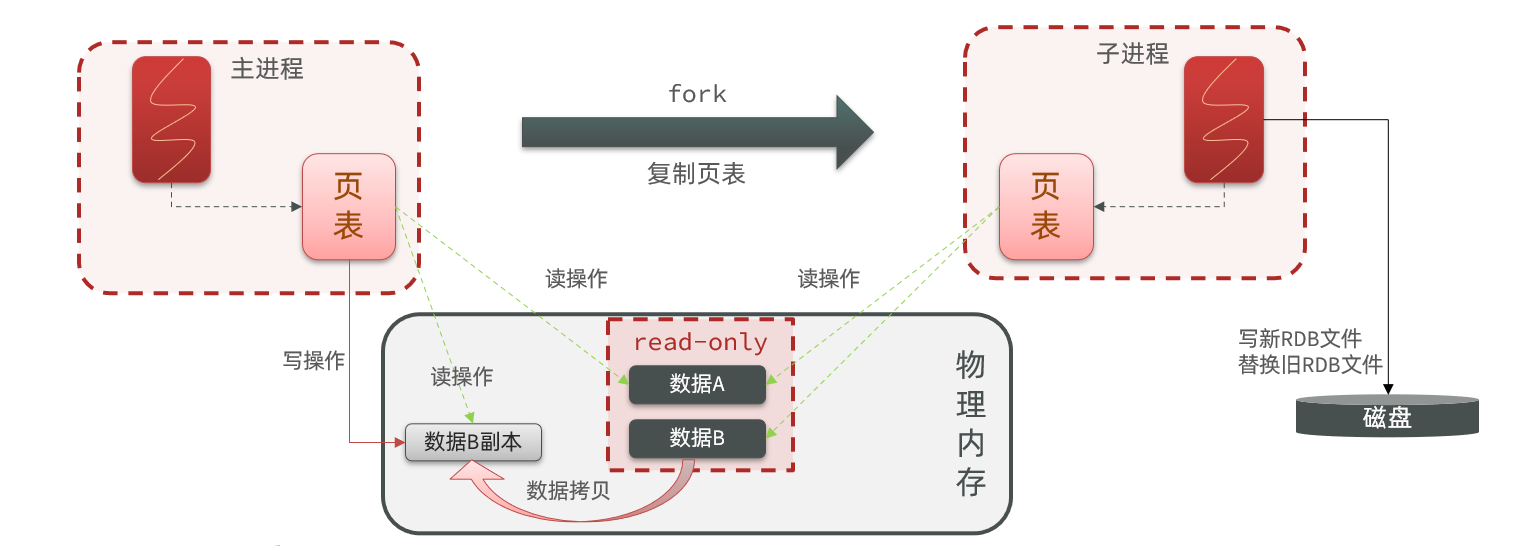 主进程
页
表
fork
复制页表
子进程
页
表
读操作
读操作
写操作
读操作
read-only
数据A
数据B
数据B副本
数据拷贝
物
理
内
存
写新RDB文件
替换旧RDB文件
磁盘